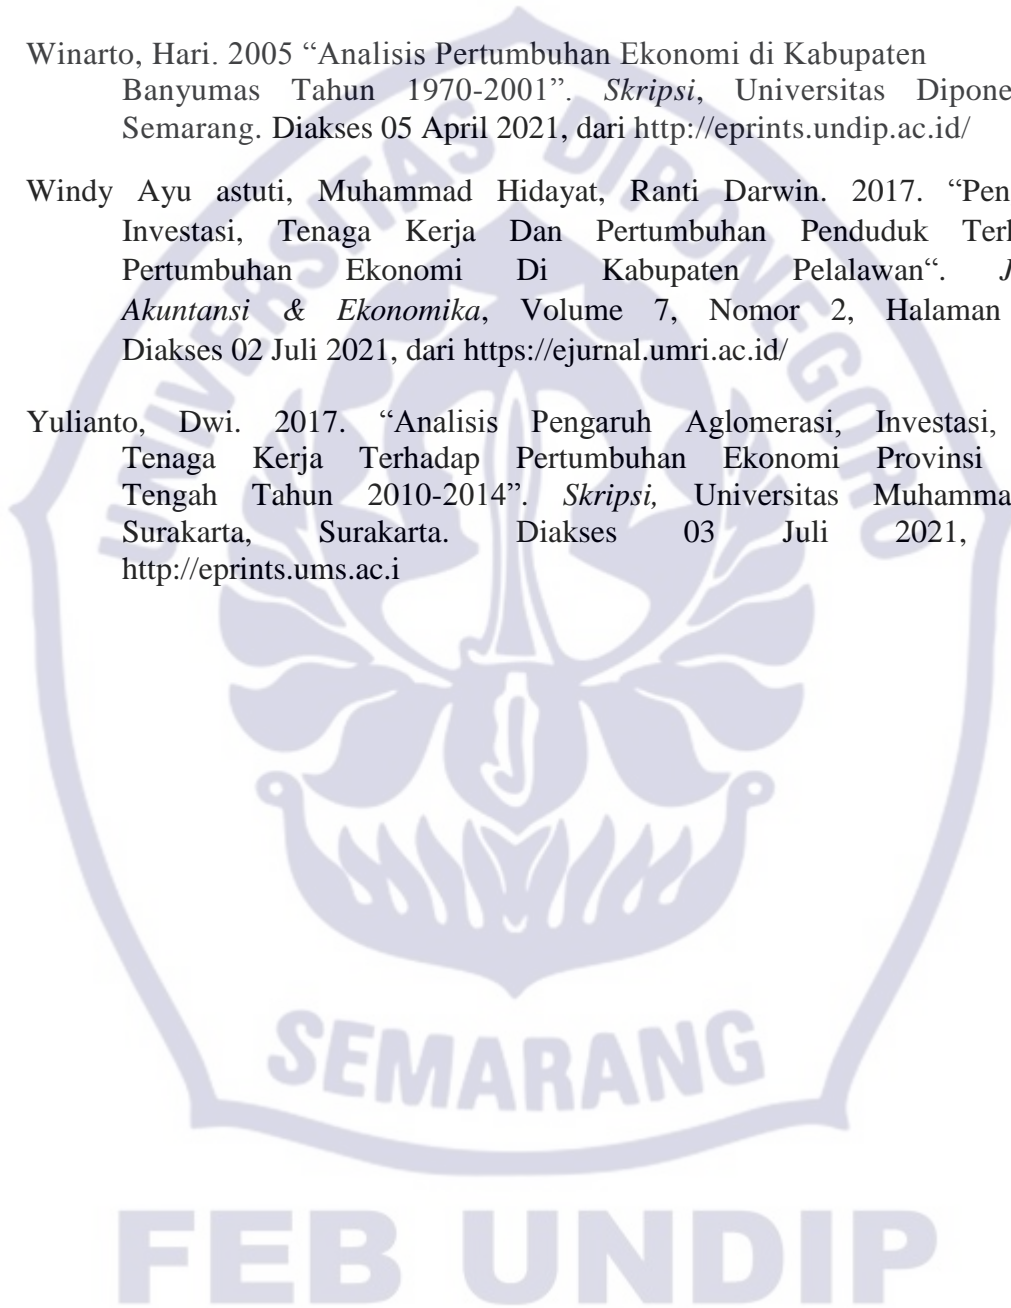 Winarto, Hari. 2005 “Analisis Pertumbuhan Ekonomi di Kabupaten
Banyumas Tahun 1970-2001”. Skripsi, Universitas Dipone
Semarang. Diakses 05 April 2021, dari http://eprints.undip.ac.id/
Windy Ayu astuti, Muhammad Hidayat, Ranti Darwin. 2017. “Pen
Investasi, Tenaga Kerja Dan Pertumbuhan Penduduk
Pertumbuhan Ekonomi Di Kabupaten Pelalawan“.
Akuntansi & Ekonomika, Volume 7, Nomor 2, Halaman
Diakses 02 Juli 2021, dari https://ejurnal.umri.ac.id/
Yulianto, Dwi. 2017. “Analisis Pengaruh Aglomerasi, Investasi,
Tenaga Kerja Terhadap Pertumbuhan Ekonomi Provinsi
Tengah Tahun 2010-2014”. Skripsi, Universitas Muhamma
Surakarta, Surakarta. Diakses 03 Juli 2021,
http://eprints.ums.ac.i
UNIVERSITAS DIPONEGORO
SEMARANG
FEB UNDIP